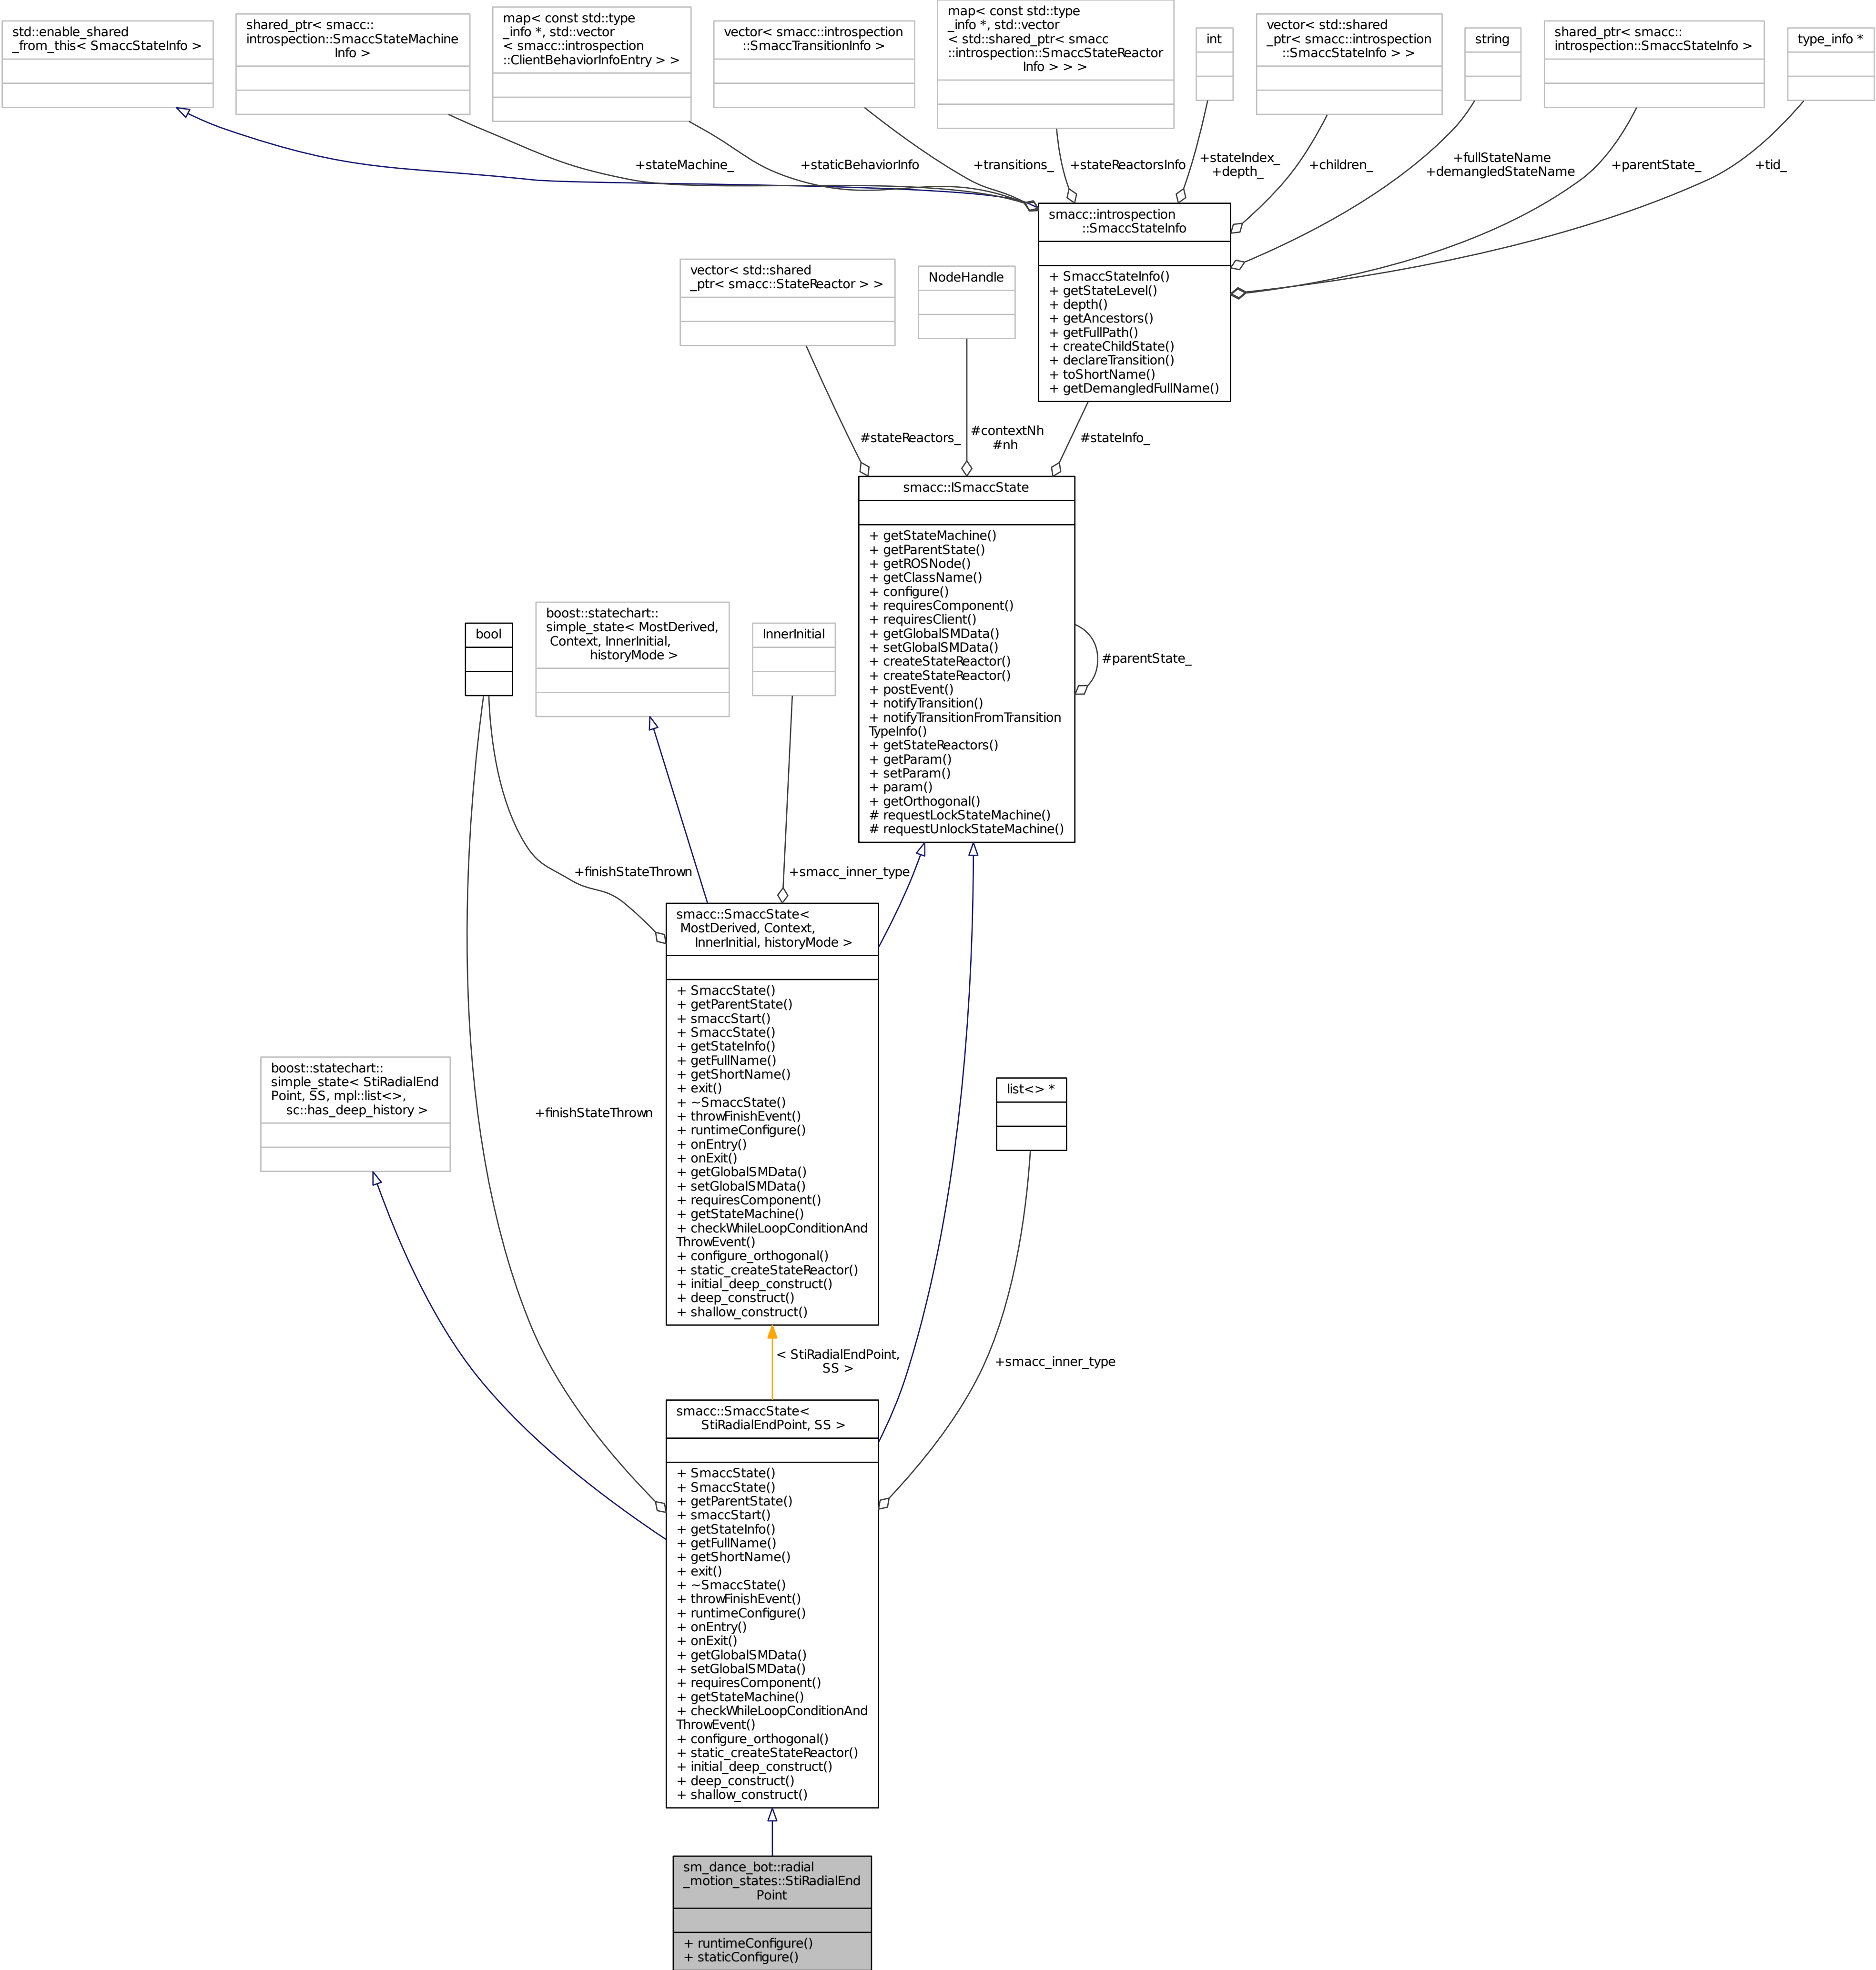 std::enable_shared
_from_this< SmaccStateInfo >
shared_ptr< smacc::
introspection::SmaccStateMachine
Info >
map< const std::type
_info *, std::vector
< smacc::introspection
::ClientBehaviorInfoEntry > >
vector< smacc::introspection
::SmaccTransitionInfo >
map< const std::type
_info *, std::vector
< std::shared_ptr< smacc
::introspection::SmaccStateReactor
Info > > >
int
vector< std::shared
_ptr< smacc::introspection
::SmaccStateInfo > >
string
shared_ptr< smacc::
introspection::SmaccStateInfo >
type_info *
+stateMachine_
+staticBehaviorInfo
+transitions_
+stateReactorsInfo
+stateIndex_
+depth_
+children_
+fullStateName
+demangledStateName
+parentState_
+tid_
smacc::introspection
::SmaccStateInfo
+ SmaccStateInfo()
+ getStateLevel()
+ depth()
+ getAncestors()
+ getFullPath()
+ createChildState()
+ declareTransition()
+ toShortName()
+ getDemangledFullName()
vector< std::shared
_ptr< smacc::StateReactor > >
NodeHandle
#stateReactors_
#contextNh
#nh
#stateInfo_
smacc::ISmaccState
+ getStateMachine()
+ getParentState()
+ getROSNode()
+ getClassName()
+ configure()
+ requiresComponent()
+ requiresClient()
+ getGlobalSMData()
+ setGlobalSMData()
+ createStateReactor()
+ createStateReactor()
+ postEvent()
+ notifyTransition()
+ notifyTransitionFromTransition
TypeInfo()
+ getStateReactors()
+ getParam()
+ setParam()
+ param()
+ getOrthogonal()
# requestLockStateMachine()
# requestUnlockStateMachine()
#parentState_
bool
boost::statechart::
simple_state< MostDerived,
Context, InnerInitial,
historyMode >
InnerInitial
+finishStateThrown
+smacc_inner_type
smacc::SmaccState<
MostDerived, Context,
InnerInitial, historyMode >
+ SmaccState()
+ getParentState()
+ smaccStart()
+ SmaccState()
+ getStateInfo()
+ getFullName()
+ getShortName()
+ exit()
+ ~SmaccState()
+ throwFinishEvent()
+ runtimeConfigure()
+ onEntry()
+ onExit()
+ getGlobalSMData()
+ setGlobalSMData()
+ requiresComponent()
+ getStateMachine()
+ checkWhileLoopConditionAnd
ThrowEvent()
+ configure_orthogonal()
+ static_createStateReactor()
+ initial_deep_construct()
+ deep_construct()
+ shallow_construct()
boost::statechart::
simple_state< StiRadialEnd
Point, SS, mpl::list<>,
sc::has_deep_history >
+finishStateThrown
list<> *
< StiRadialEndPoint,
SS >
+smacc_inner_type
smacc::SmaccState<
StiRadialEndPoint, SS >
+ SmaccState()
+ SmaccState()
+ getParentState()
+ smaccStart()
+ getStateInfo()
+ getFullName()
+ getShortName()
+ exit()
+ ~SmaccState()
+ throwFinishEvent()
+ runtimeConfigure()
+ onEntry()
+ onExit()
+ getGlobalSMData()
+ setGlobalSMData()
+ requiresComponent()
+ getStateMachine()
+ checkWhileLoopConditionAnd
ThrowEvent()
+ configure_orthogonal()
+ static_createStateReactor()
+ initial_deep_construct()
+ deep_construct()
+ shallow_construct()
sm_dance_bot::radial
_motion_states::StiRadialEnd
Point
+ runtimeConfigure()
+ staticConfigure()